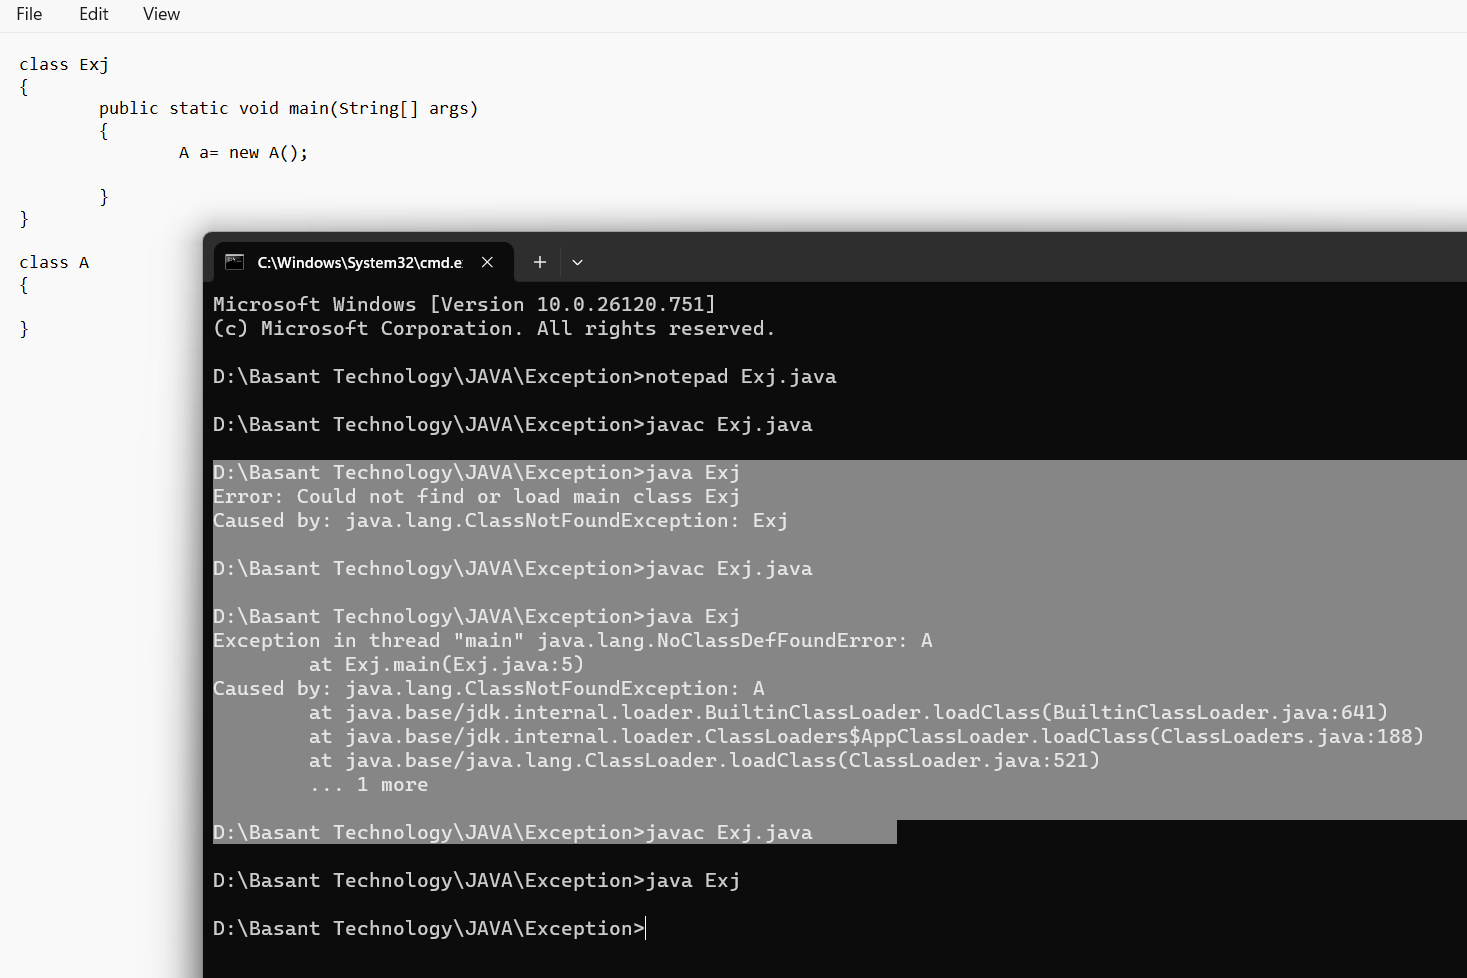 File Edit View
class Exj
{
public static void main(String[] args)
{
A a= new A();
}
}
class A
{
}
C:\Windows\System32\cmd.e
Microsoft Windows [Version 10.0.26120.751]
(c) Microsoft Corporation. All rights reserved.
D:\Basant Technology\JAVA\Exception>notepad Exj.java
D:\Basant Technology\JAVA\Exception>javac Exj.java
D:\Basant Technology\JAVA\Exception>java Exj
Error: Could not find or load main class Exj
Caused by: java.lang.ClassNotFoundException: Exj
D:\Basant Technology\JAVA\Exception>javac Exj.java
D:\Basant Technology\JAVA\Exception>java Exj
Exception in thread "main" java.lang.NoClassDefFoundError: A
at Exj.main(Exj.java:5)
Caused by: java.lang.ClassNotFoundException: A
at java.base/jdk.internal.loader.BuiltinClassLoader.loadClass(BuiltinClassLoader.java:641)
at java.base/jdk.internal.loader.ClassLoaders$AppClassLoader.loadClass(ClassLoaders.java:188)
at java.base/java.lang.ClassLoader.loadClass(ClassLoader.java:521)
... 1 more
D:\Basant Technology\JAVA\Exception>javac Exj.java
D:\Basant Technology\JAVA\Exception>java Exj
D:\Basant Technology\JAVA\Exception>